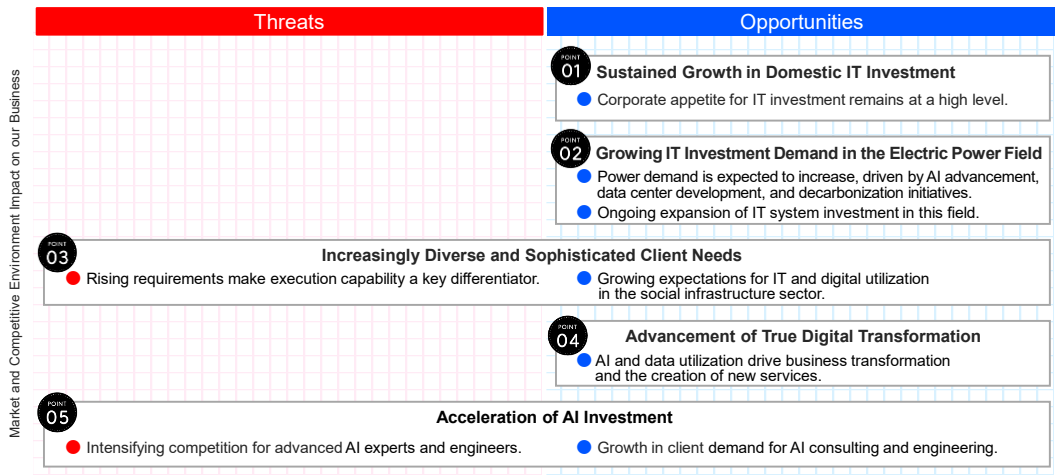 Threats
Opportunities
Market and Competitive Environment Impact on our Business
POINT
01
Sustained Growth in Domestic IT Investment
Corporate appetite for IT investment remains at a high level.
POINT
02
Growing IT Investment Demand in the Electric Power Field
Power demand is expected to increase, driven by AI advancement,
data center development, and decarbonization initiatives.
Ongoing expansion of IT system investment in this field.
POINT
03
Increasingly Diverse and Sophisticated Client Needs
Rising requirements make execution capability a key differentiator.
Growing expectations for IT and digital utilization
in the social infrastructure sector.
POINT
04
Advancement of True Digital Transformation
AI and data utilization drive business transformation
and the creation of new services.
POINT
05
Acceleration of AI Investment
Intensifying competition for advanced AI experts and engineers.
Growth in client demand for AI consulting and engineering.